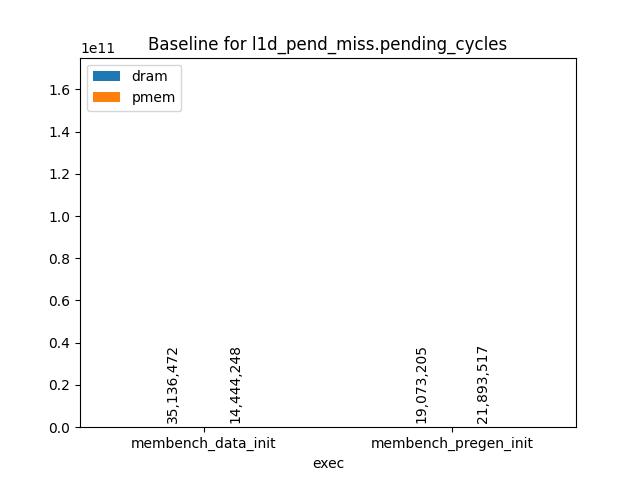 Baseline for l1d_pend_miss.pending_cycles
1e11
dram
pmem
1.6
1.4
1.2
1.0
0.8
0.6
0.4
0.2
0.0
35,136,472
14,444,248
19,073,205
21,893,517
membench_data_init
membench_pregen_init
exec